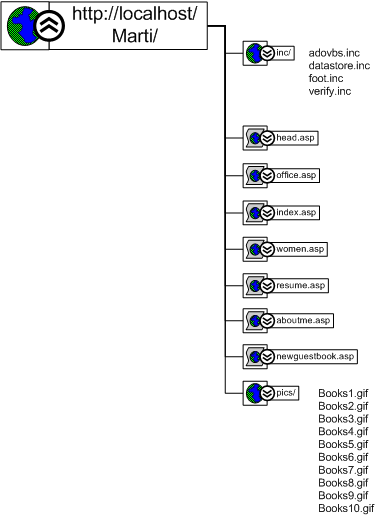 http://localhost/
Marti/
inc/
adovbs.inc
datastore.inc
foot.inc
verify.inc
head.asp
office.asp
index.asp
women.asp
resume.asp
aboutme.asp
newguestbook.asp
pics/
Books1.gif
Books2.gif
Books3.gif
Books4.gif
Books5.gif
Books6.gif
Books7.gif
Books8.gif
Books9.gif
Books10.gif